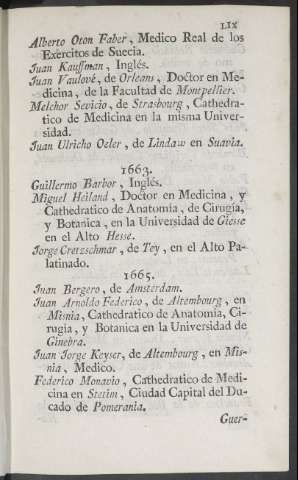 LIX
Alberto Oton Faber, Medico Real de los
Exercitos de Suecia.
Juan Kauffman, Inglés.
Juan Vaulové, de Orleans, Doctor en Me-
dicina, de la Facultad de Montpellier.
Melchor Sevicio, de Strasbourg, Cathedra-
tico de Medicina en la misma Univer-
sidad.
Juan Ulricho Ocler, de Lindaw en Suavia.
1663.
Guillermo Barbor, Inglés.
Miguel Heiland, Doctor en Medicina, y
Cathedratico de Anatomía, de Cirugía,
y Botanica, en la Universidad de Giesse
en el Alto Hesse.
Jorge Cretzschmar, de Tey, en el Alto Pa-
latinado.
1665.
Juan Bergero, de Amsterdam.
Juan Arnoldo Federico, de Altembourg, en
Misnia, Cathedratico de Anatomia, Ci-
rugia, y Botanica en la Universidad de
Ginebra.
Juan Jorge Keyser, de Altembourg, en Mis-
nia, Medico.
Federico Monavio, Cathedratico de Medi-
cina en Stetim, Ciudad Capital del Du-
cado de Pomerania.
Guer-